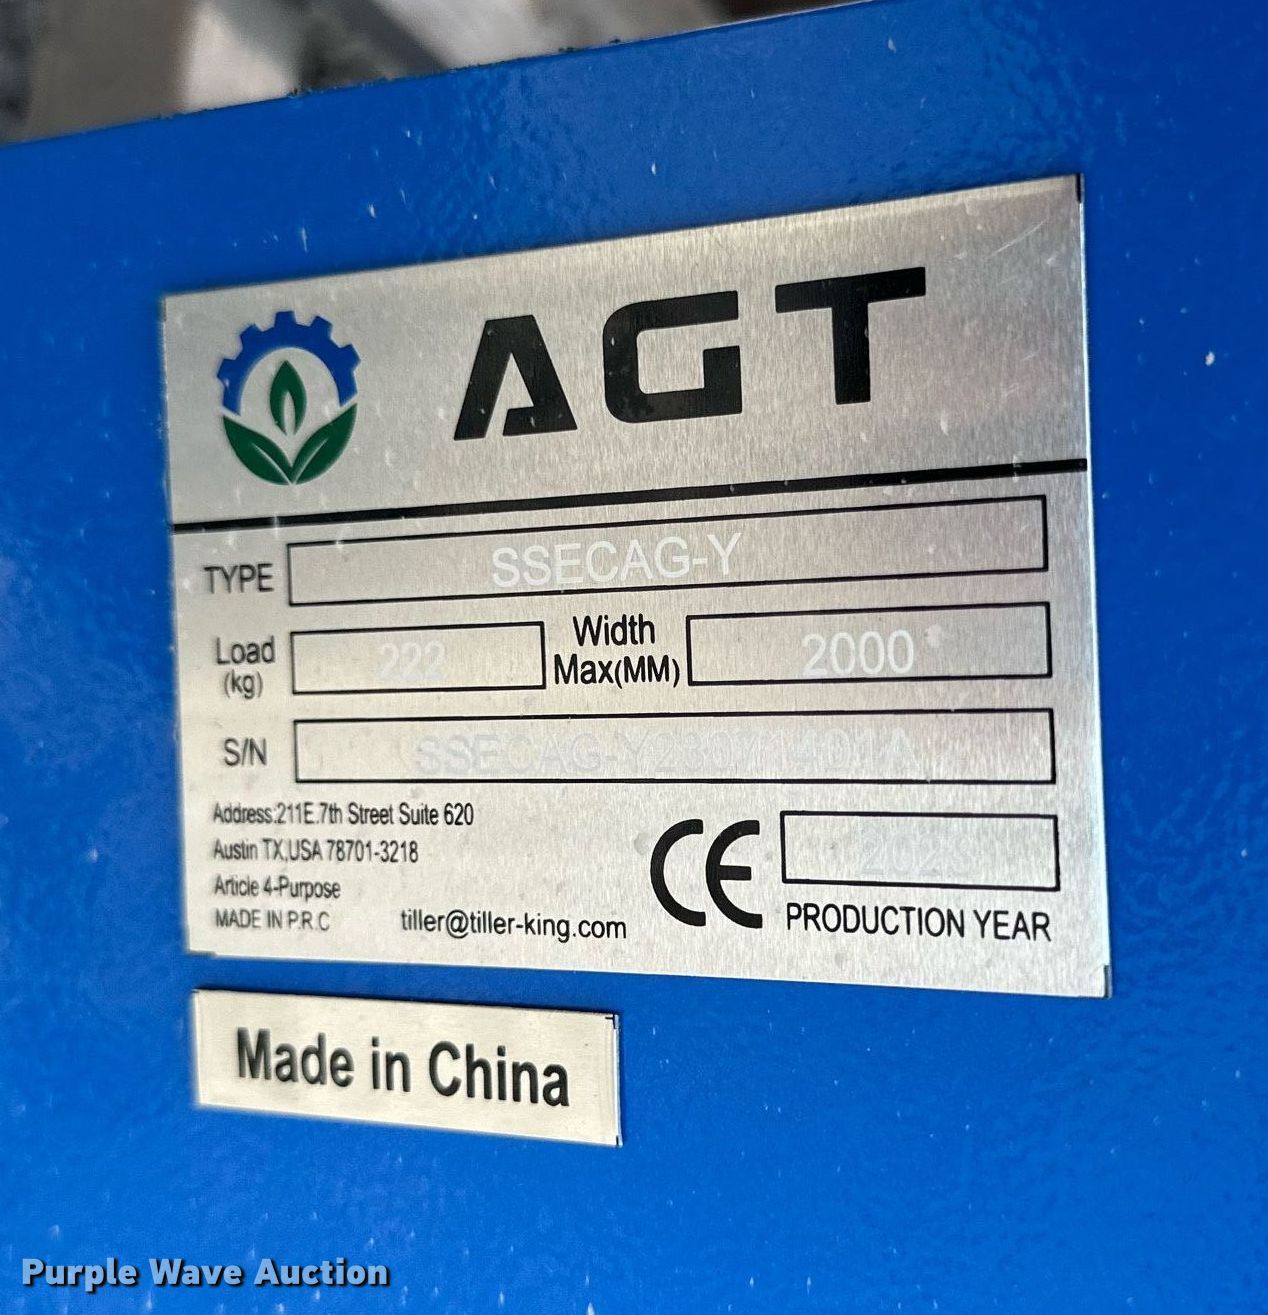 AGT
TYPE SSECAG-Y
Load (kg) 222 Width Max(MM) 2000
S/N
Address:211E.7th Street Suite 620
Austin TX,USA 78701-3218
Article 4-Purpose
MADE IN P.R.C tiller@tiller-king.com
CE PRODUCTION YEAR
Made in China
Purple Wave Auction